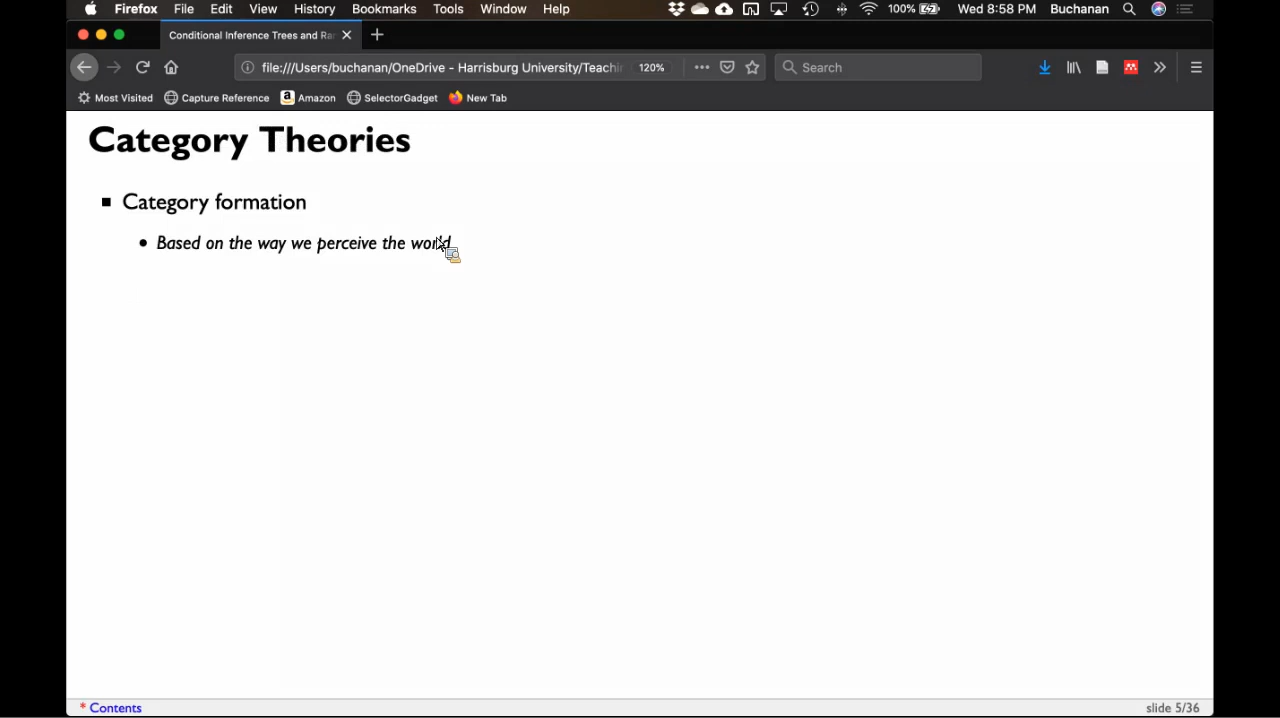 Firefox File Edit View History Bookmarks Tools Window Help 100% Wed 8:58 PM Buchanan
Conditional Inference Trees and Ra
file:///Users/buchanan/OneDrive - Harrisburg University/Teachi 120% Search
Most Visited Capture Reference Amazon SelectorGadget New Tab
Category Theories
Category formation
Based on the way we perceive the world
* Contents slide 5/36